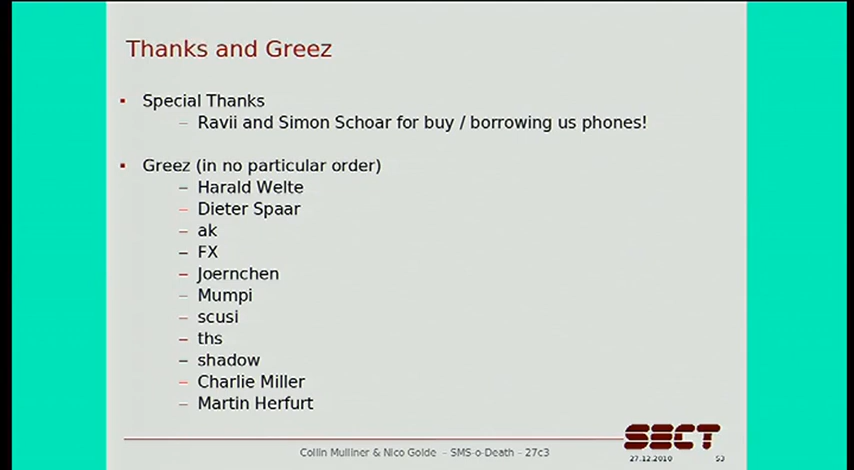 Thanks and Greez
▪ Special Thanks
– Ravii and Simon Schoar for buy / borrowing us phones!
▪ Greez (in no particular order)
– Harald Welte
– Dieter Spaar
– ak
– FX
– Joernchen
– Mumpi
– scusi
– ths
– shadow
– Charlie Miller
– Martin Herfurt
SECT
Collin Mulliner & Nico Golde – SMS-o-Death – 27c3
27.12.2010 53